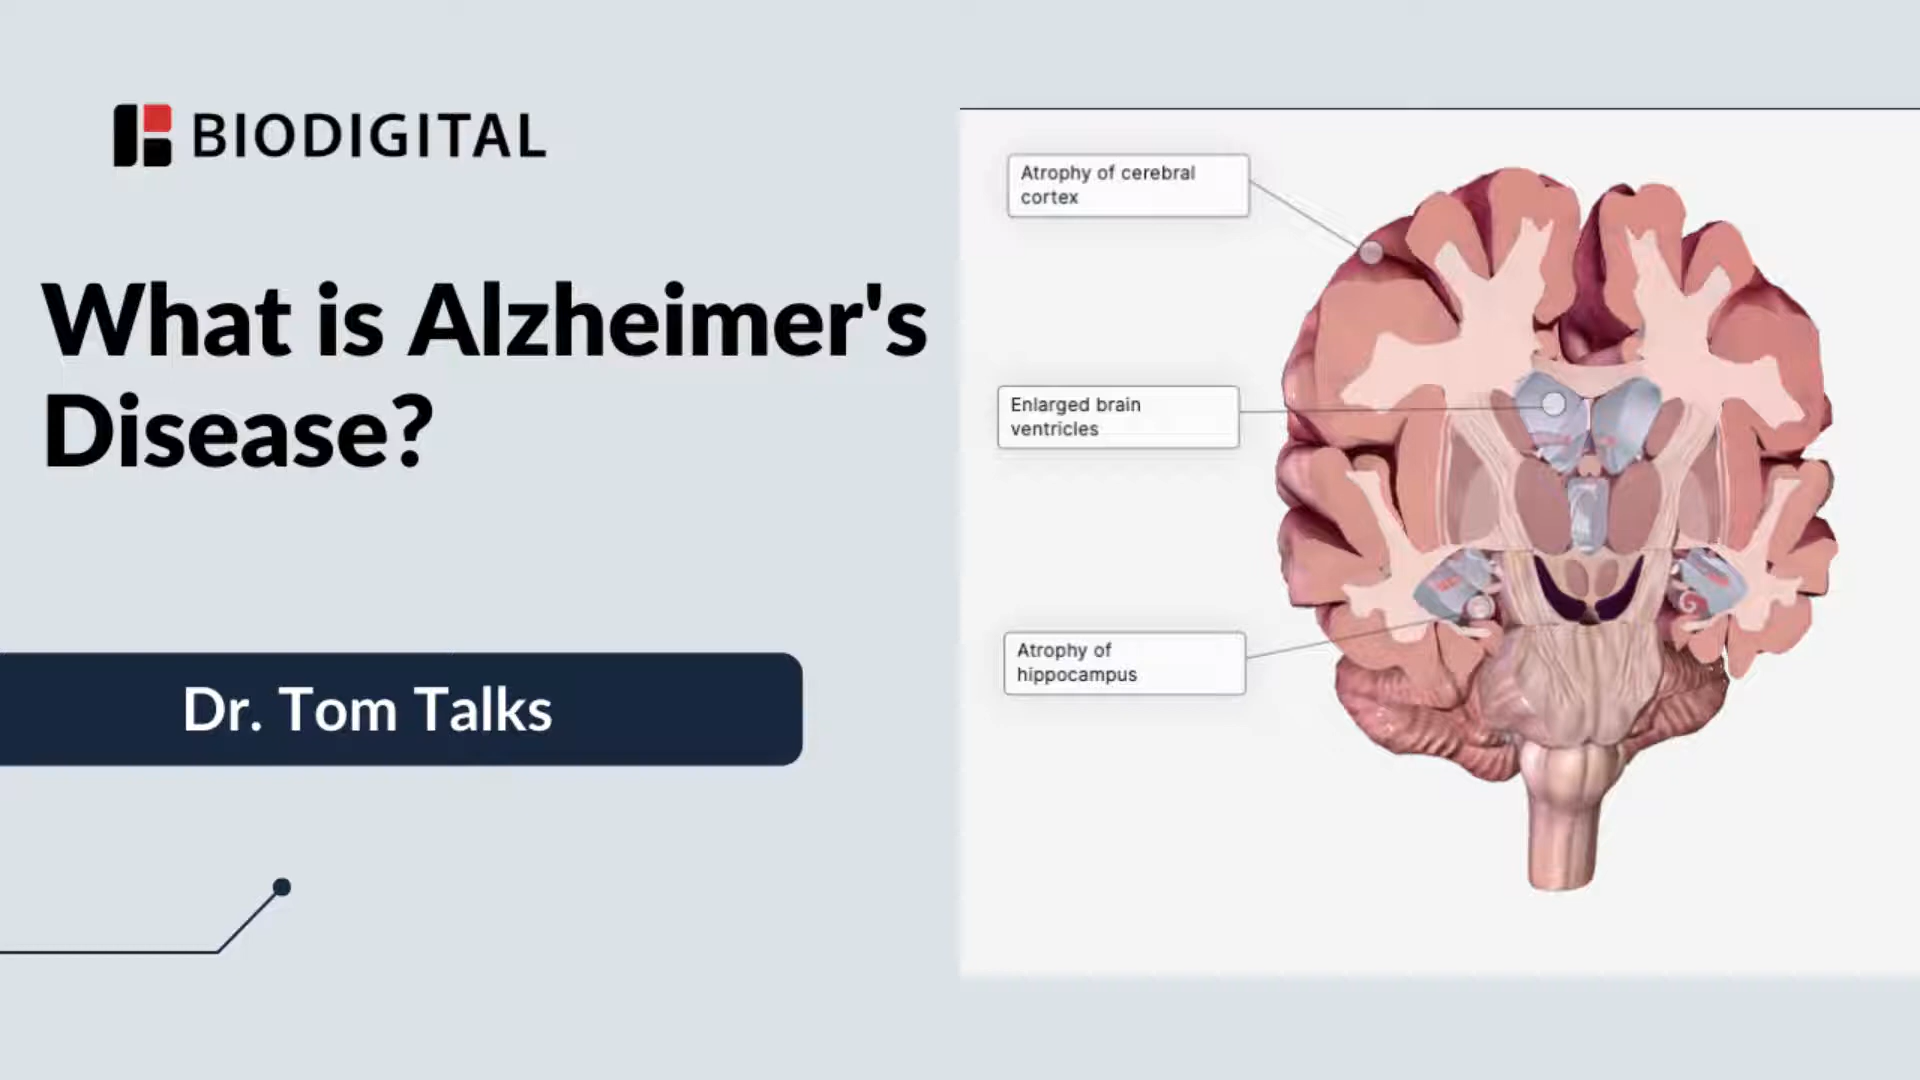 BIODIGITAL
What is Alzheimer's
Disease?
Dr. Tom Talks
Atrophy of cerebral
cortex
Enlarged brain
ventricles
Atrophy of
hippocampus